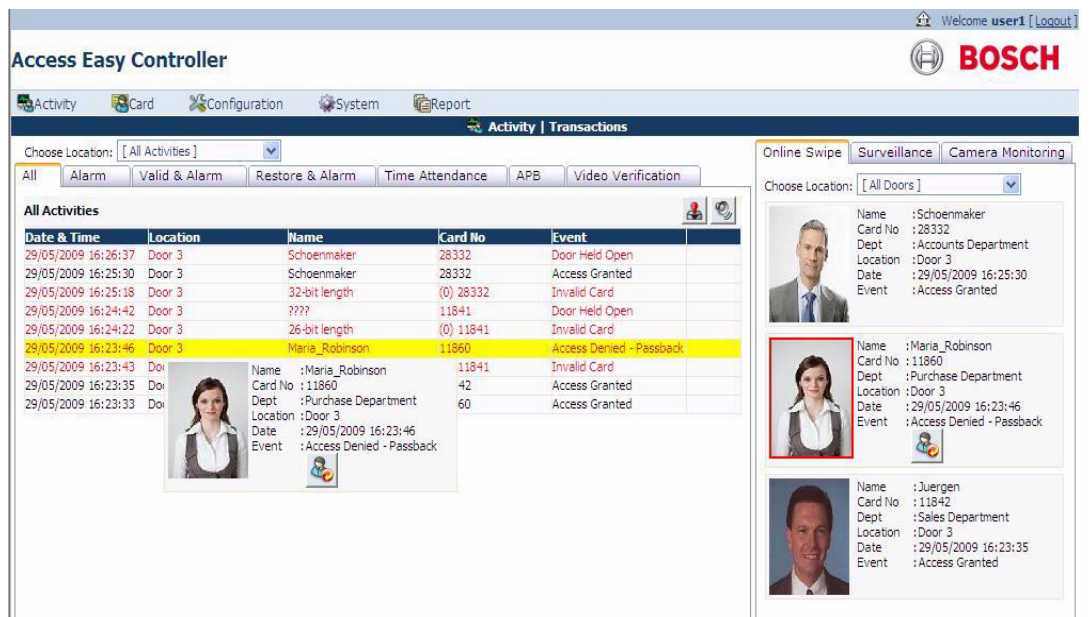 Welcome user1 [ Logout ]
Access Easy Controller
BOSCH
Activity Card Configuration System Report
Activity | Transactions
Choose Location: [ All Activities ]
All Alarm Valid & Alarm Restore & Alarm Time Attendance APB Video Verification
All Activities
Date & Time Location Name Card No Event
29/05/2009 16:26:37 Door 3 Schoenmaker 28332 Door Held Open
29/05/2009 16:25:30 Door 3 Schoenmaker 28332 Access Granted
29/05/2009 16:25:18 Door 3 32-bit length (0) 28332 Invalid Card
29/05/2009 16:24:42 Door 3 ???? 11841 Door Held Open
29/05/2009 16:24:22 Door 3 26-bit length (0) 11841 Invalid Card
29/05/2009 16:23:46 Door 3 Maria_Robinson 11860 Access Denied - Passback
29/05/2009 16:23:43 Doo 11841 Invalid Card
29/05/2009 16:23:35 Doo 42 Access Granted
29/05/2009 16:23:33 Doo 60 Access Granted
Name :Maria_Robinson
Card No :11860
Dept :Purchase Department
Location :Door 3
Date :29/05/2009 16:23:46
Event :Access Denied - Passback
Online Swipe Surveillance Camera Monitoring
Choose Location: [ All Doors ]
Name :Schoenmaker
Card No :28332
Dept :Accounts Department
Location :Door 3
Date :29/05/2009 16:25:30
Event :Access Granted
Name :Maria_Robinson
Card No :11860
Dept :Purchase Department
Location :Door 3
Date :29/05/2009 16:23:46
Event :Access Denied - Passback
Name :Juergen
Card No :11842
Dept :Sales Department
Location :Door 3
Date :29/05/2009 16:23:35
Event :Access Granted